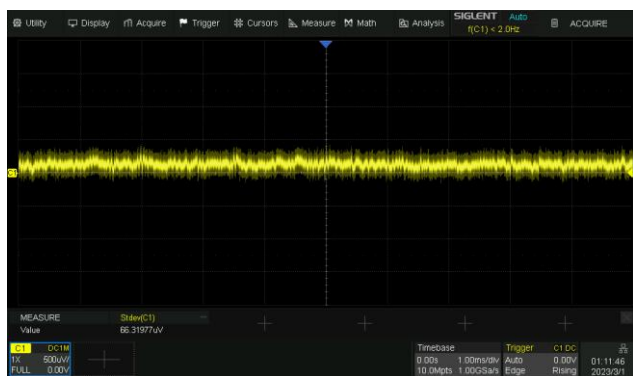 Utility Display Acquire Trigger Cursors Measure Math Analysis SIGLENT Auto ACQUIRE
f(C1) < 2.0Hz
C1
MEASURE Stdev(C1)
Value 66.31977uV
C1 DC1M
1X 500uV/
FULL 0.00V
Timebase
0.00s 1.00ms/div
10.0Mpts 1.00GSa/s
Trigger C1 DC
Auto 0.00V
Edge Rising
01:11:46
2023/3/1